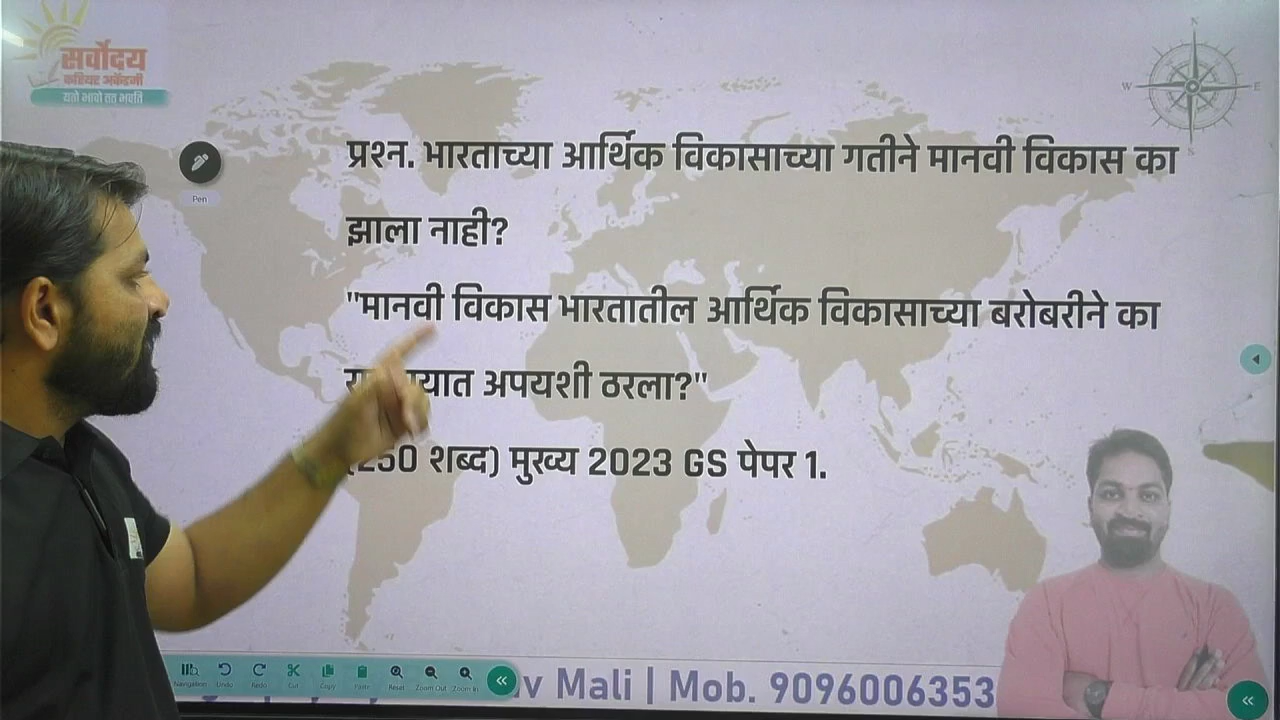 सर्वोदय
करिअर अकॅडमी
यतो भावो तत भवति
N
W
E
S
Pen
प्रश्न. भारताच्या आर्थिक विकासाच्या गतीने मानवी विकास का
झाला नाही?
"मानवी विकास भारतातील आर्थिक विकासाच्या बरोबरीने का
अपयशी ठरला?"
(250 शब्द) मुख्य 2023 GS पेपर 1.
Navigation Undo Redo Cut Copy Paste Reset Zoom Out Zoom In
Mali | Mob. 9096006353